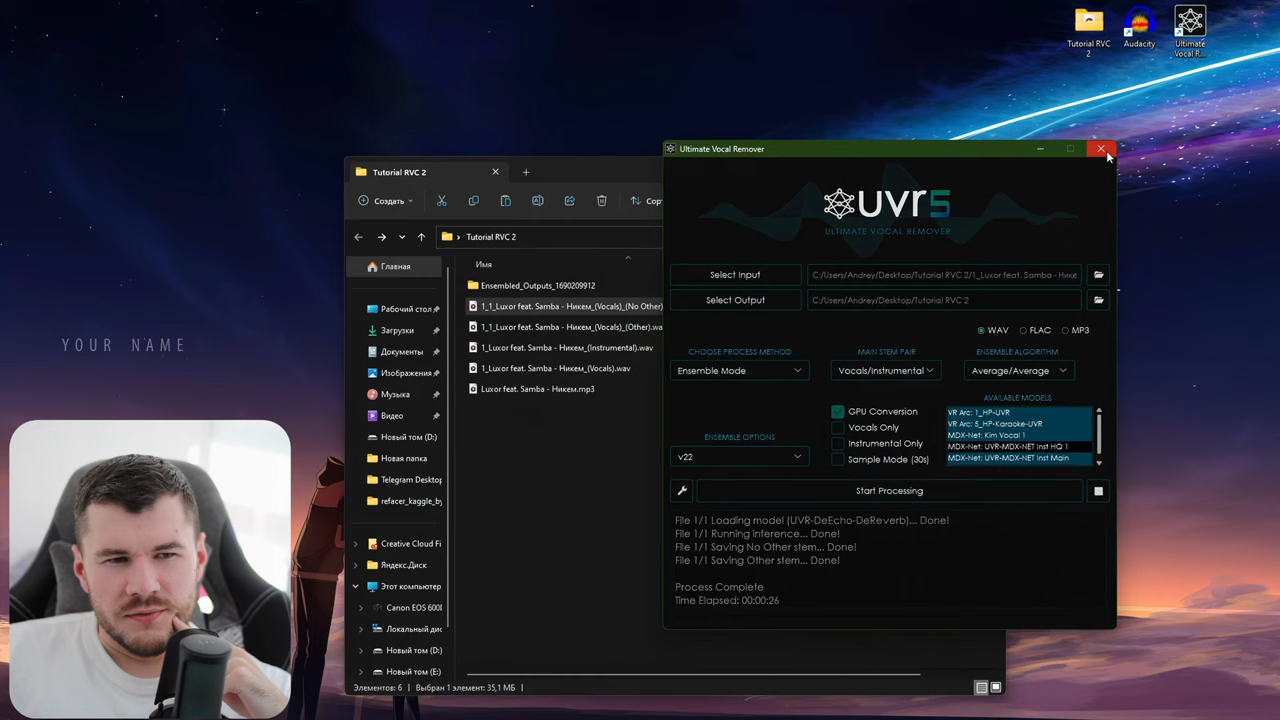 Tutorial RVC
2
Audacity
Ultimate
Vocal R...
YOUR NAME
Tutorial RVC 2
Создать
Сор
Tutorial RVC 2
Главная
Рабочий стол
Загрузки
Документы
Изображения
Музыка
Видео
Новый том (D:)
Новая папка
Telegram Desktop
refacer_kaggle_by
Creative Cloud Fi
Яндекс.Диск
Этот компьютер
Canon EOS 600D
Локальный дис
Новый том (D:)
Новый том (E:)
Имя
Ensembled_Outputs_1690209912
1_1_Luxor feat. Samba - Никем_(Vocals)_(No Other)
1_1_Luxor feat. Samba - Никем_(Vocals)_(Other).wa
1_Luxor feat. Samba - Никем_(Instrumental).wav
1_Luxor feat. Samba - Никем_(Vocals).wav
Luxor feat. Samba - Никем.mp3
Элементов: 6
Выбран 1 элемент: 35,1 МБ
Ultimate Vocal Remover
UVR5
ULTIMATE VOCAL REMOVER
Select Input
C:/Users/Andrey/Desktop/Tutorial RVC 2/1_Luxor feat. Samba - Нике
Select Output
C:/Users/Andrey/Desktop/Tutorial RVC 2
WAV
FLAC
MP3
CHOOSE PROCESS METHOD
MAIN STEM PAIR
ENSEMBLE ALGORITHM
Ensemble Mode
Vocals/Instrumental
Average/Average
AVAILABLE MODELS
GPU Conversion
Vocals Only
Instrumental Only
Sample Mode (30s)
VR Arc: 1_HP-UVR
VR Arc: 5_HP-Karaoke-UVR
MDX-Net: Kim Vocal 1
MDX-Net: UVR-MDX-NET Inst HQ 1
MDX-Net: UVR-MDX-NET Inst Main
ENSEMBLE OPTIONS
v22
Start Processing
File 1/1 Loading model (UVR-DeEcho-DeReverb)... Done!
File 1/1 Running inference... Done!
File 1/1 Saving No Other stem... Done!
File 1/1 Saving Other stem... Done!
Process Complete
Time Elapsed: 00:00:26